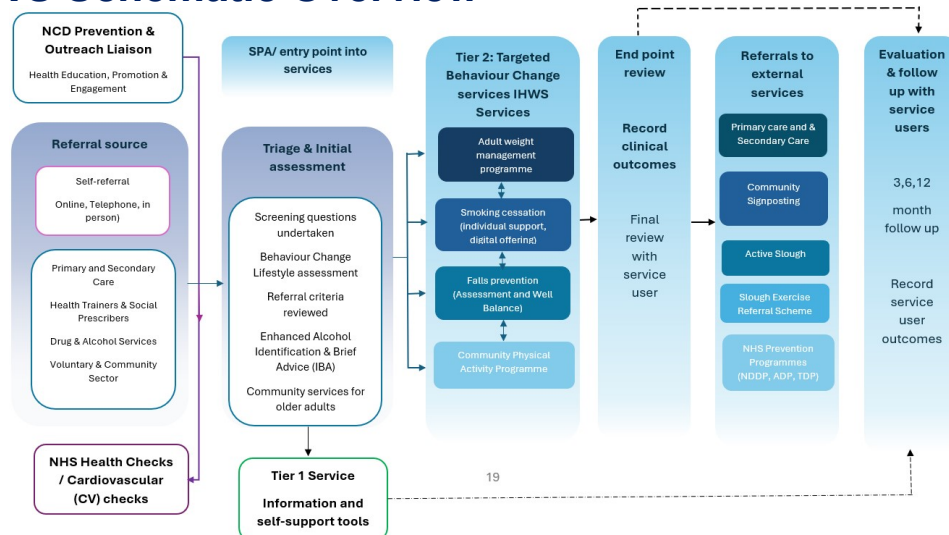 NCD Prevention &
Outreach Liaison
Health Education, Promotion &
Engagement
Referral source
Self-referral
Online, Telephone, in
person)
Primary and Secondary
Care
Health Trainers & Social
Prescribers
Drug & Alcohol Services
Voluntary & Community
Sector
NHS Health Checks
/ Cardiovascular
(CV) checks
SPA/ entry point into
services
Triage & Initial
assessment
Screening questions
undertaken
Behaviour Change
Lifestyle assessment
Referral criteria
reviewed
Enhanced Alcohol
Identification & Brief
Advice (IBA)
Community services for
older adults
Tier 1 Service
Information and
self-support tools
Tier 2: Targeted
Behaviour Change
services IHWS
Services
Adult weight
management
programme
Smoking cessation
(individual support,
digital offering)
Falls prevention
(Assessment and Well
Balance)
Community Physical
Activity Programme
End point
review
Record
clinical
outcomes
Final
review
with
service
user
Referrals to
external
services
Primary care and &
Secondary Care
Community
Signposting
Active Slough
Slough Exercise
Referral Scheme
NHS Prevention
Programmes
(NDDP, ADP, TDP)
Evaluation
& follow
up with
service
users
3,6,12
month
follow up
Record
service
user
outcomes
19